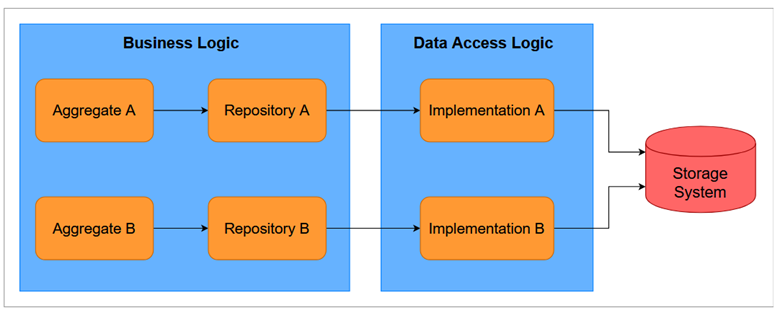 Business Logic
Data Access Logic
Aggregate A
Repository A
Implementation A
Storage
System
Aggregate B
Repository B
Implementation B